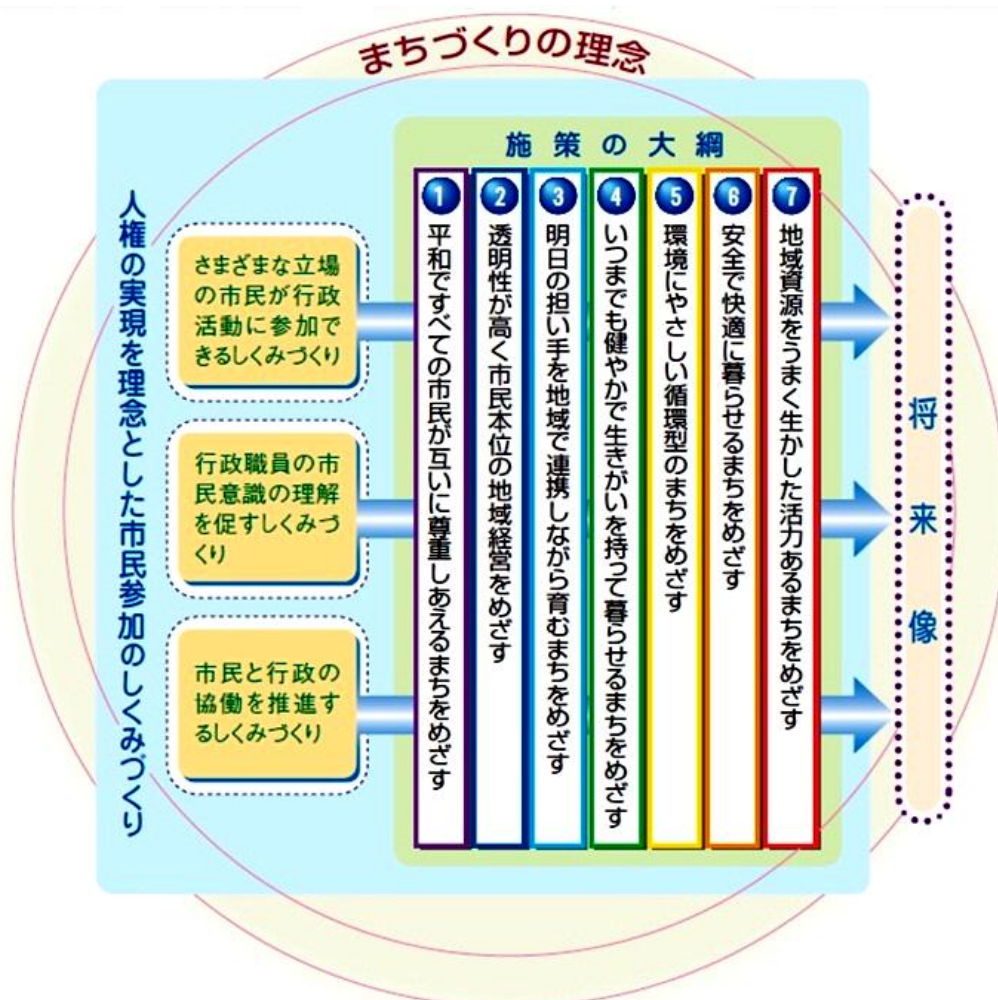 まちづくりの理念
人権の実現を理念とした市民参加のしくみづくり
さまざまな立場
の市民が行政
活動に参加で
きるしくみづくり
行政職員の市
民意識の理解
を促すしくみづ
くり
市民と行政の
協働を推進す
るしくみづくり
施策の大綱
1 平和ですべての市民が互いに尊重しあえるまちをめざす
2 透明性が高く市民本位の地域経営をめざす
3 明日の担い手を地域で連携しながら育むまちをめざす
4 いつまでも健やかで生きがいを持って暮らせるまちをめざす
5 環境にやさしい循環型のまちをめざす
6 安全で快適に暮らせるまちをめざす
7 地域資源をうまく生かした活力あるまちをめざす
将来像